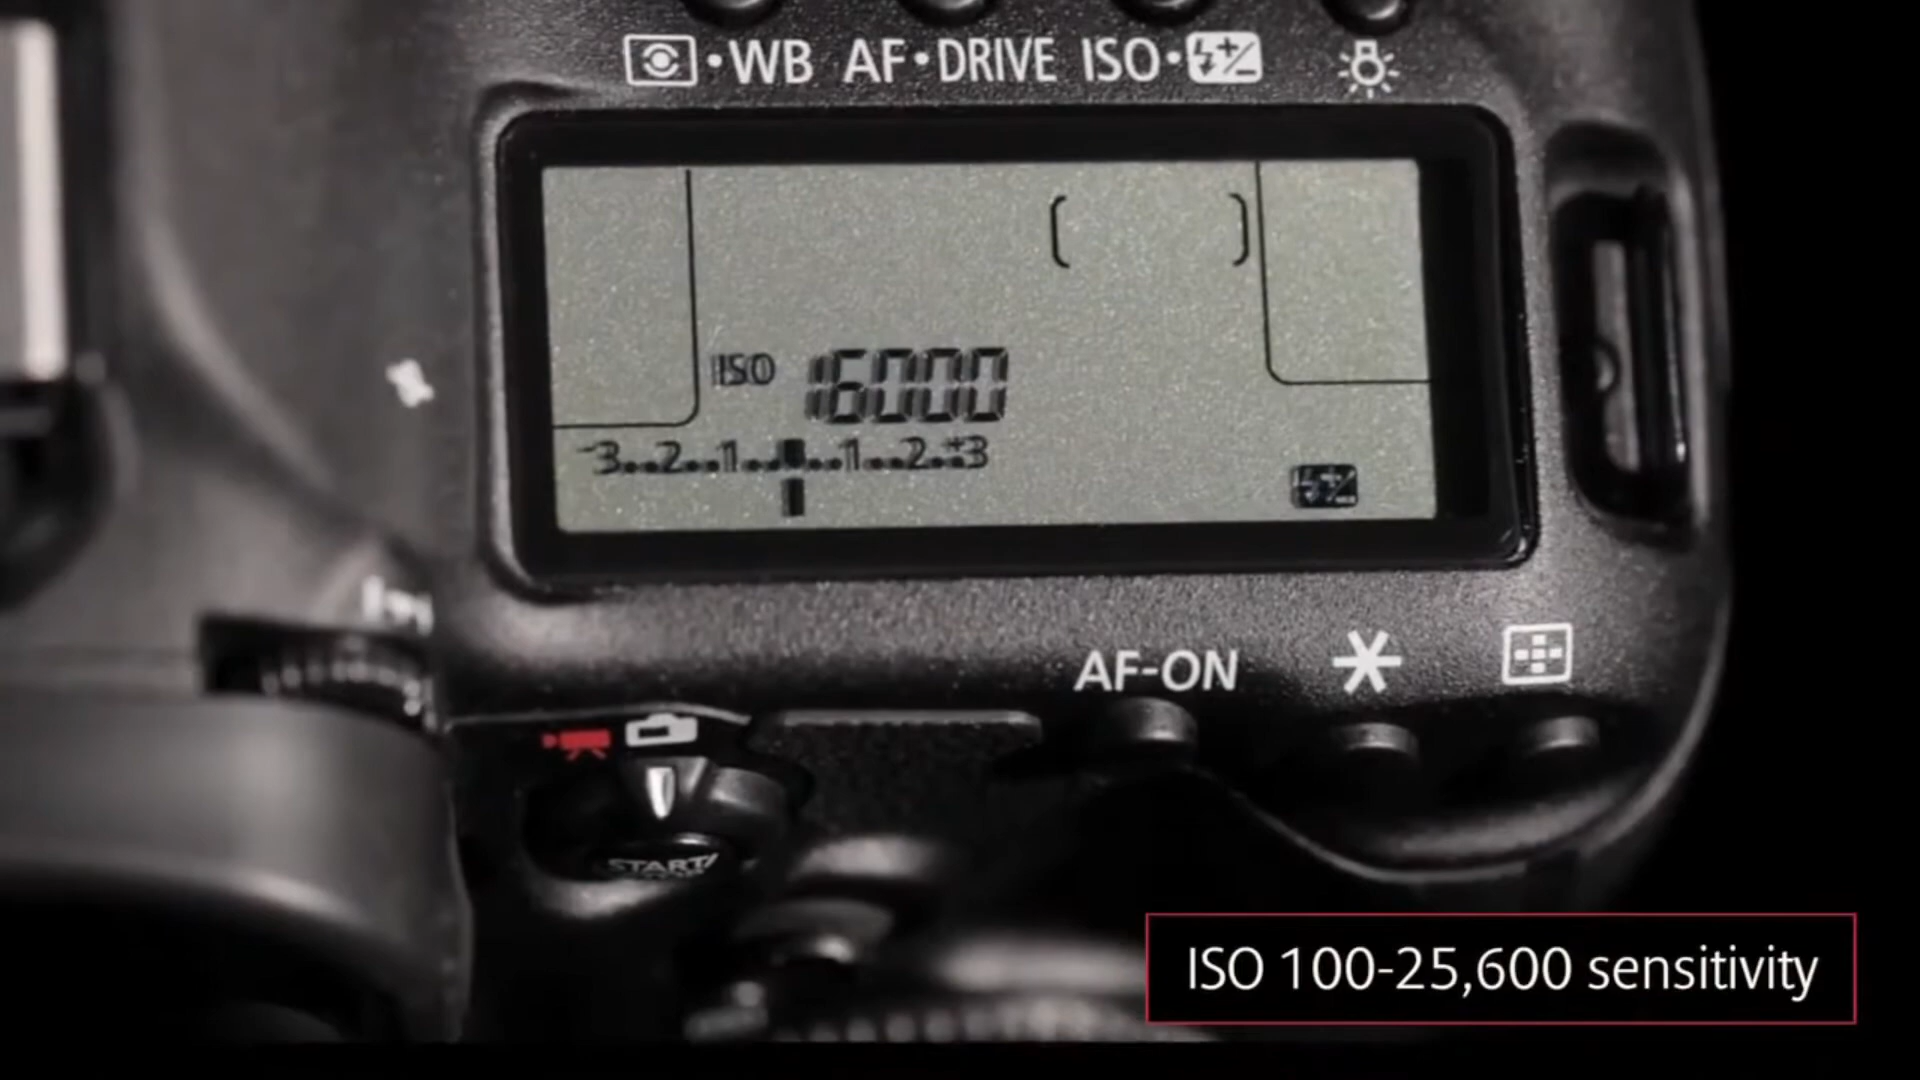 •WB AF•DRIVE ISO•
ISO 16000
-3..2..1..▮..1..2..+3
AF-ON
START/
ISO 100-25,600 sensitivity